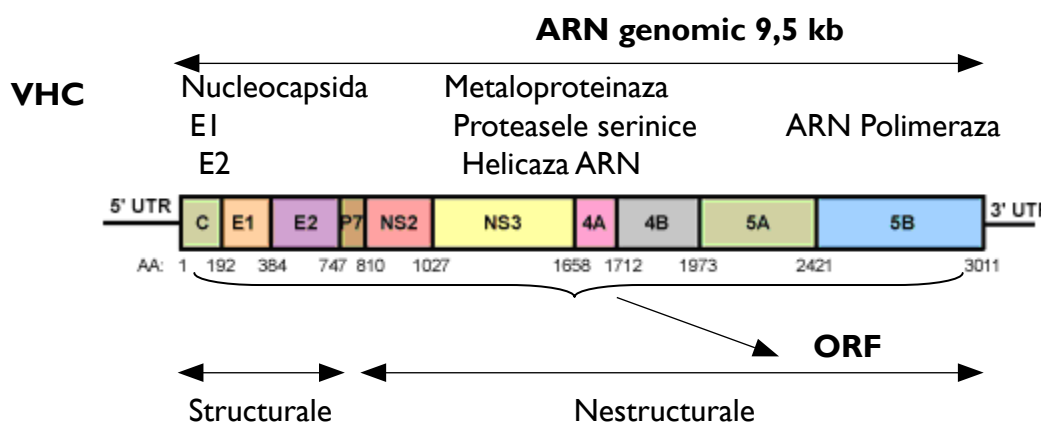 ARN genomic 9,5 kb
VHC
Nucleocapsida Metaloproteinaza
E1 Proteasele serinice ARN Polimeraza
E2 Helicaza ARN
5' UTR C E1 E2 P7 NS2 NS3 4A 4B 5A 5B 3' UT
AA: 1 192 384 747 810 1027 1658 1712 1973 2421 3011
ORF
Structurale Nestructurale